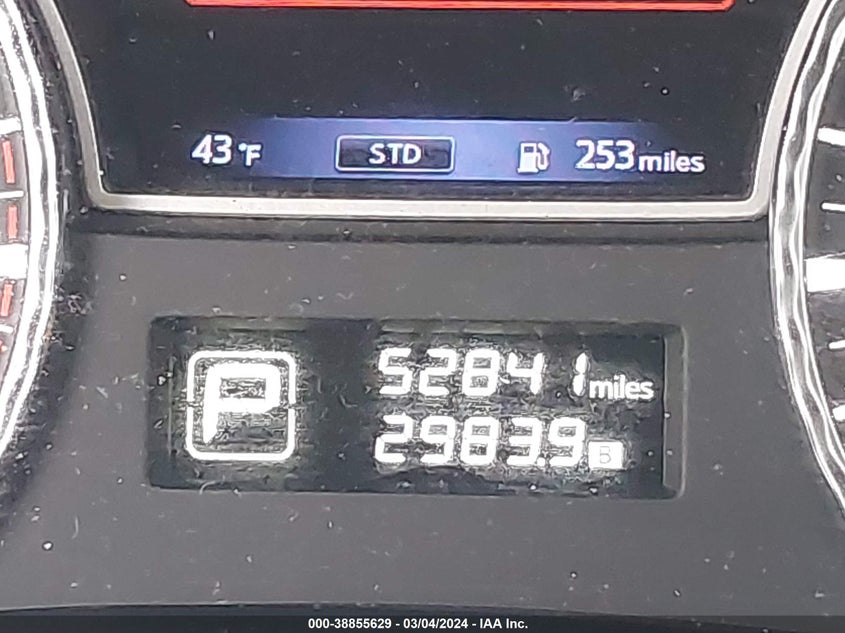 43°F STD 253 miles
P
52841 miles
2983.9 B
000-38855629 - 03/04/2024 - IAA Inc.